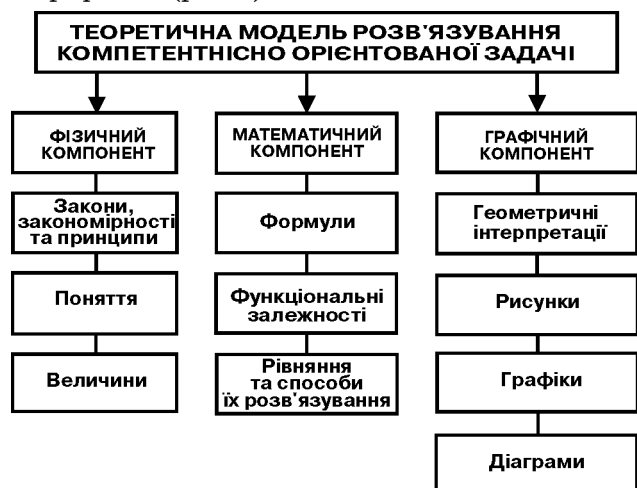 ТЕОРЕТИЧНА МОДЕЛЬ РОЗВ'ЯЗУВАННЯ
КОМПЕТЕНТНІСНО ОРІЄНТОВАНОЇ ЗАДАЧІ
ФІЗИЧНИЙ
КОМПОНЕНТ
Закони,
закономірності
та принципи
Поняття
Величини
МАТЕМАТИЧНИЙ
КОМПОНЕНТ
Формули
Функціональні
залежності
Рівняння
та способи
їх розв'язування
ГРАФІЧНИЙ
КОМПОНЕНТ
Геометричні
інтерпретації
Рисунки
Графіки
Діаграми